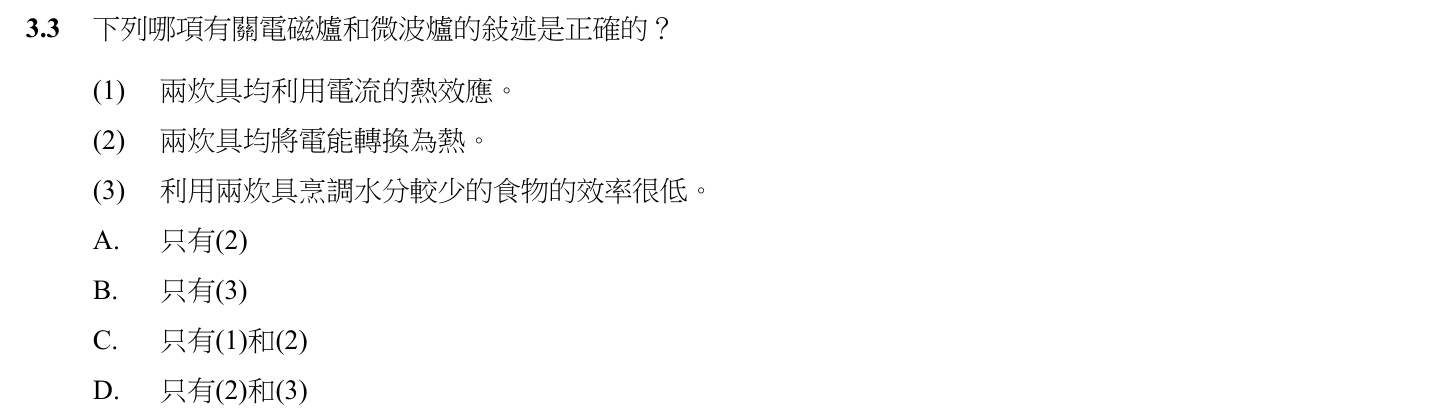 3.3 下列哪項有關電磁爐和微波爐的敍述是正確的？
(1) 兩炊具均利用電流的熱效應。
(2) 兩炊具均將電能轉換為熱。
(3) 利用兩炊具烹調水分較少的食物的效率很低。
A. 只有(2)
B. 只有(3)
C. 只有(1)和(2)
D. 只有(2)和(3)